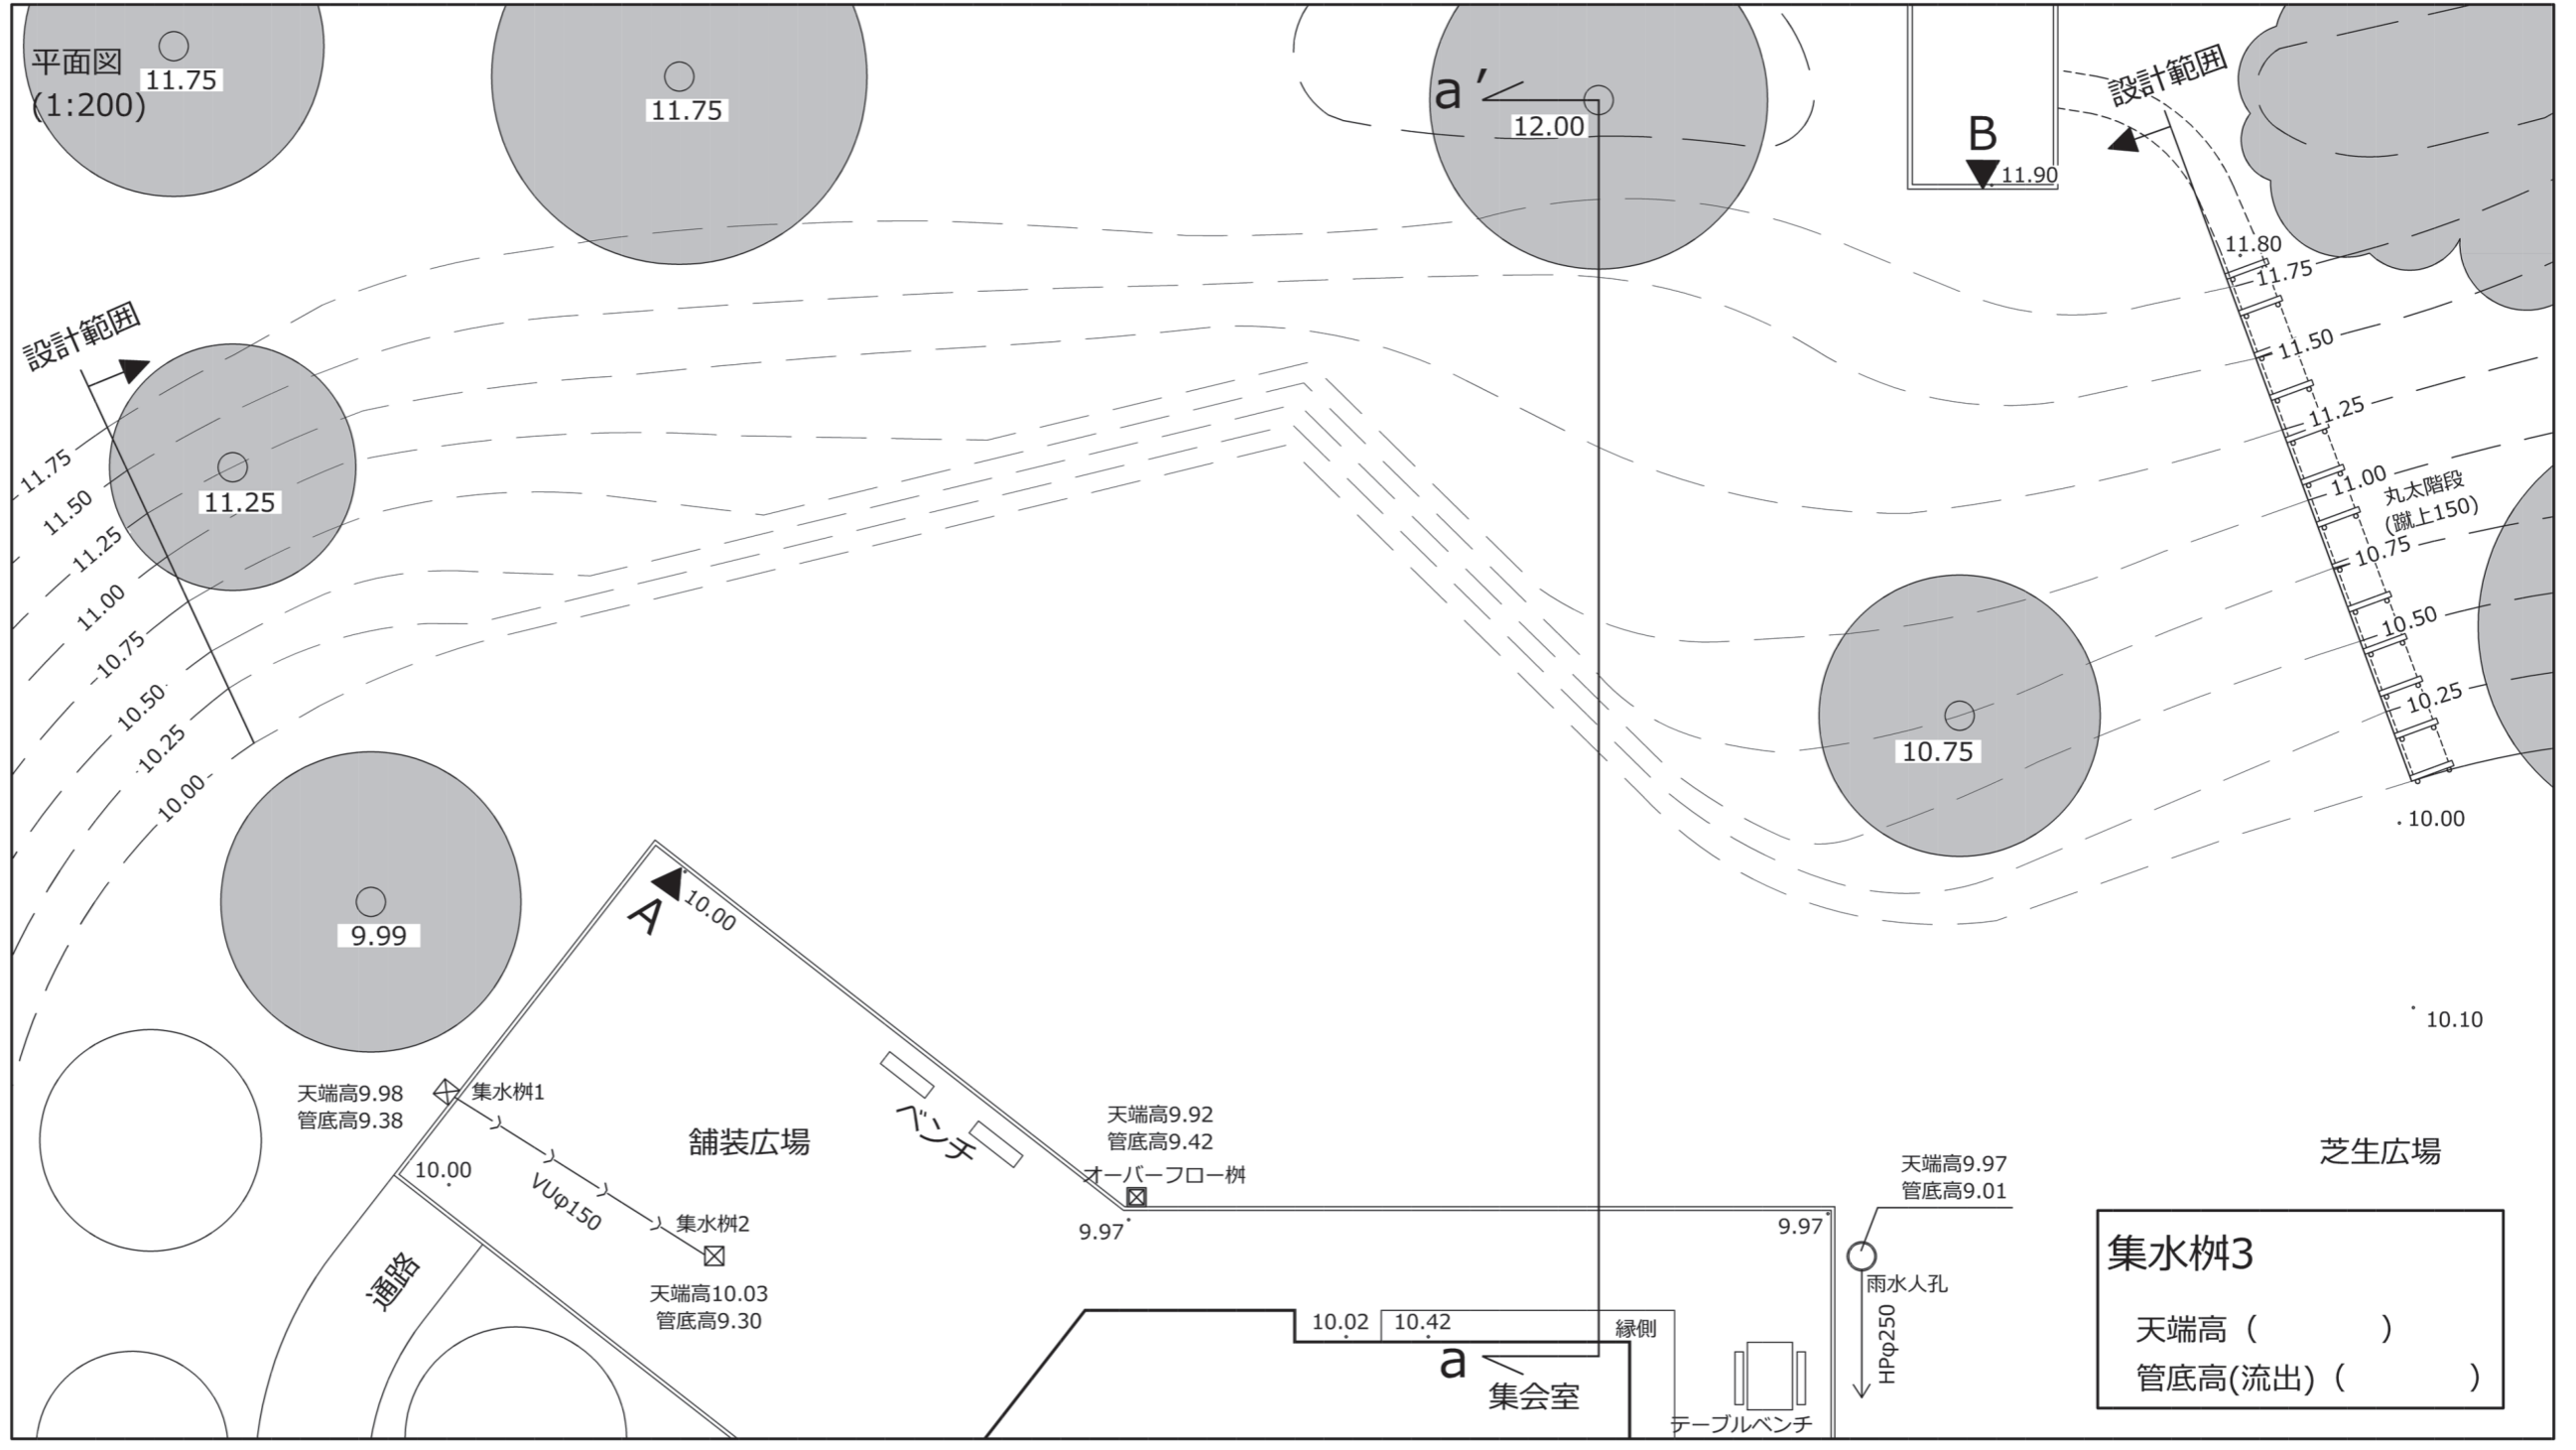 平面図
(1:200)
11.75
11.75
a′
12.00
B
11.90
設計範囲
11.80
11.75
11.50
11.25
11.00
丸太階段
(蹴上150)
10.75
10.50
10.25
10.00
10.10
設計範囲
11.25
11.75
11.50
11.25
11.00
10.75
10.50
10.25
10.00
9.99
10.75
A
10.00
天端高9.98
管底高9.38
集水桝1
10.00
VUφ150
集水桝2
天端高10.03
管底高9.30
舗装広場
ベンチ
通路
天端高9.92
管底高9.42
オーバーフロー桝
9.97
9.97
10.02
10.42
縁側
a
集会室
テーブルベンチ
天端高9.97
管底高9.01
雨水人孔
HPφ250
芝生広場
集水桝3
天端高（　　　　）
管底高(流出)（　　　　）